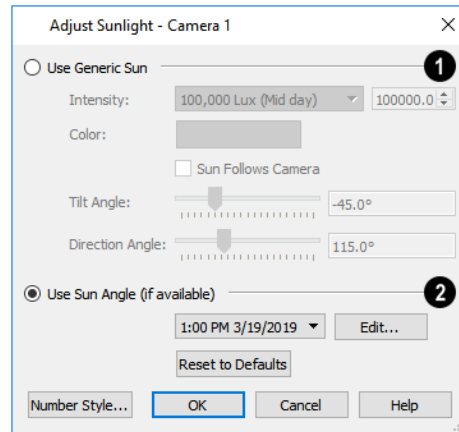 Adjust Sunlight - Camera 1
Use Generic Sun
1
Intensity:
100,000 Lux (Mid day)
100000.0
Color:
Sun Follows Camera
Tilt Angle:
-45.0°
Direction Angle:
115.0°
Use Sun Angle (if available)
2
1:00 PM 3/19/2019
Edit...
Reset to Defaults
Number Style...
OK
Cancel
Help